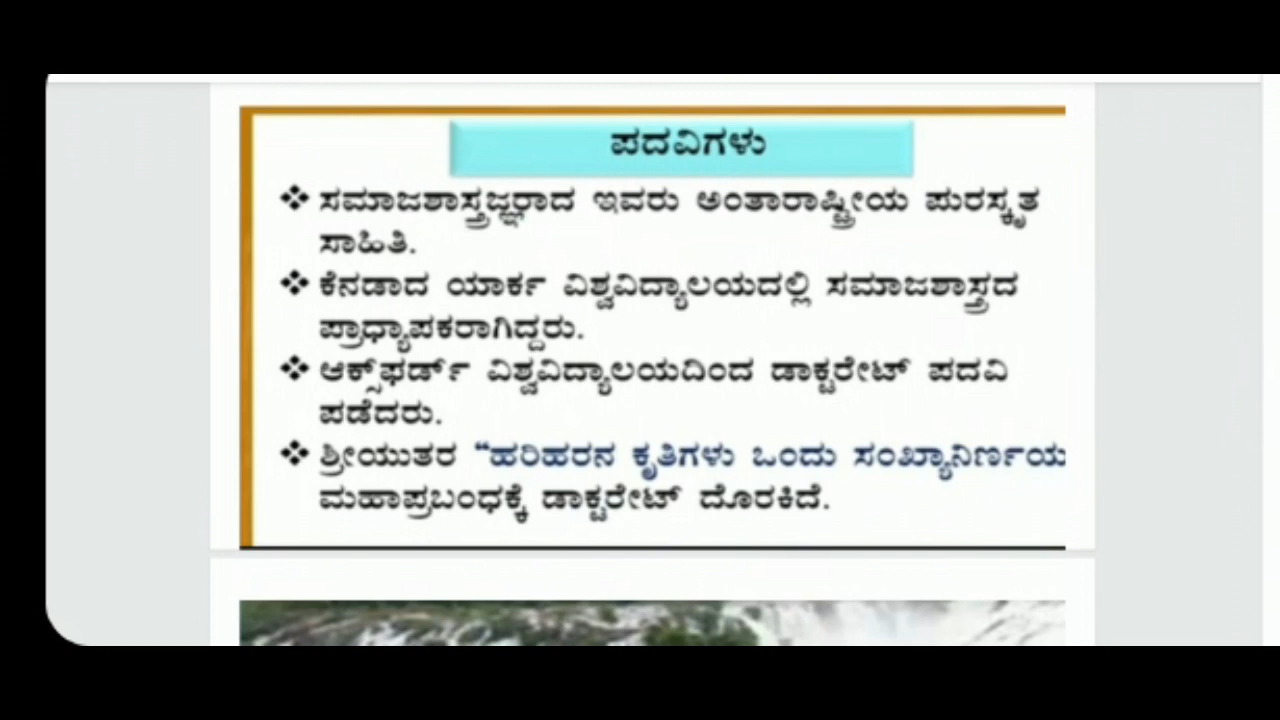 ಪದವಿಗಳು
❖ ಸಮಾಜಶಾಸ್ತ್ರಜ್ಞರಾದ ಇವರು ಅಂತಾರಾಷ್ಟ್ರೀಯ ಪುರಸ್ಕೃತ
ಸಾಹಿತಿ.
❖ ಕೆನಡಾದ ಯಾರ್ಕ ವಿಶ್ವವಿದ್ಯಾಲಯದಲ್ಲಿ ಸಮಾಜಶಾಸ್ತ್ರದ
ಪ್ರಾಧ್ಯಾಪಕರಾಗಿದ್ದರು.
❖ ಆಕ್ಸ್‌ಫರ್ಡ್ ವಿಶ್ವವಿದ್ಯಾಲಯದಿಂದ ಡಾಕ್ಟರೇಟ್ ಪದವಿ
ಪಡೆದರು.
❖ ಶ್ರೀಯುತರ “ಹರಿಹರನ ಕೃತಿಗಳು ಒಂದು ಸಂಖ್ಯಾನಿರ್ಣಯ
ಮಹಾಪ್ರಬಂಧಕ್ಕೆ ಡಾಕ್ಟರೇಟ್ ದೊರಕಿದೆ.